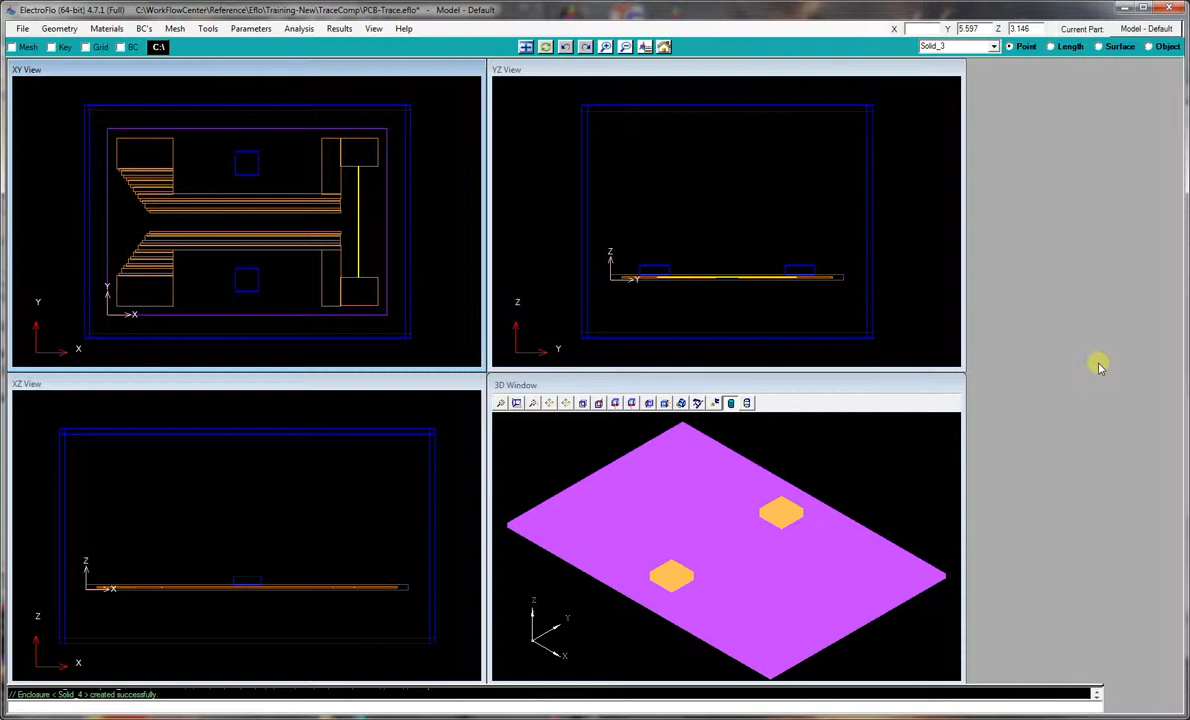 ElectroFlo (64-bit) 4.7.1 (Full) C:\WorkFlowCenter\Reference\Eflo\Training-New\TraceComp\PCB-Trace.eflo* - Model - Default
File Geometry Materials BC's Mesh Tools Parameters Analysis Results View Help X Y 5.597 Z 3.146 Current Part: Model - Default
Mesh Key Grid BC C:\ Solid_3 Point Length Surface Object
XY View
YZ View
Y
X
Y
X
Z
Y
Z
Y
XZ View
3D Window
Z
X
Z
X
Z
Y
X
// Enclosure < Solid_4 > created successfully.